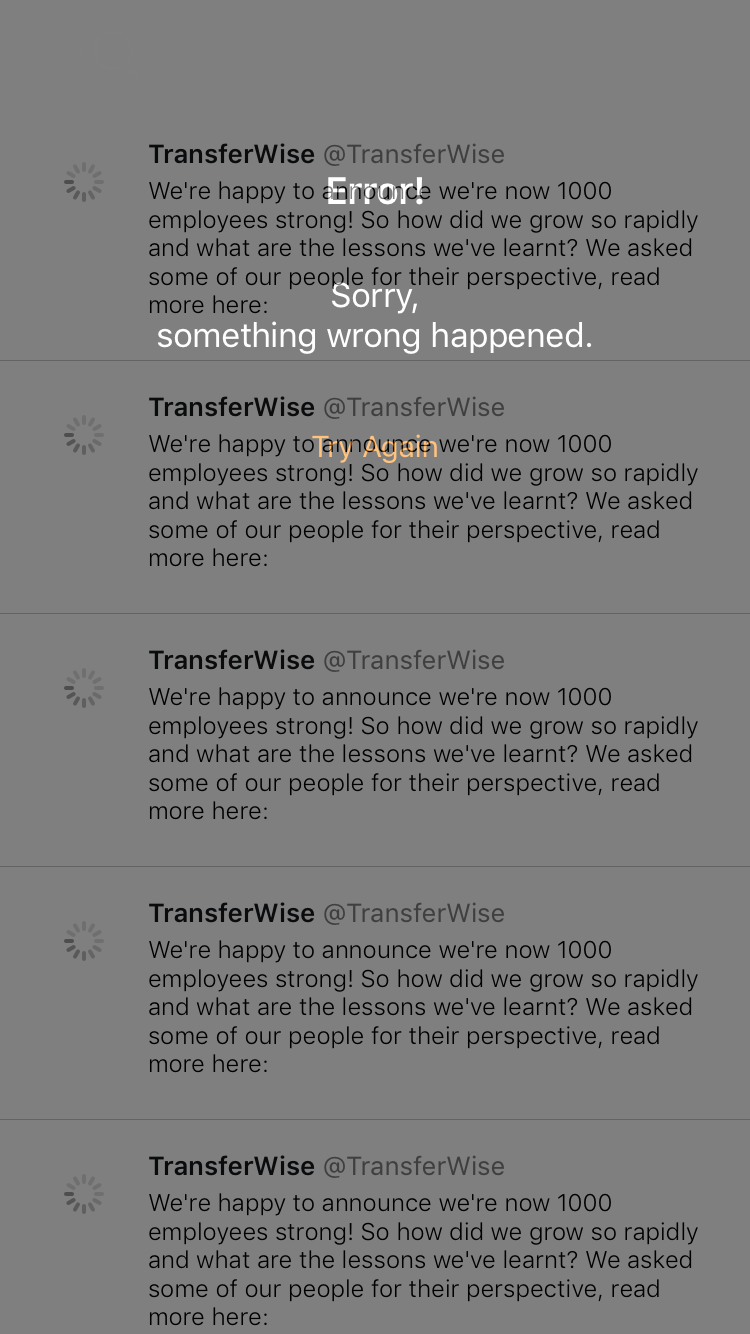 TransferWise @TransferWise
We're happy to announce we're now 1000
Error!
employees strong! So how did we grow so rapidly
and what are the lessons we've learnt? We asked
some of our people for their perspective, read
Sorry,
more here:
something wrong happened.
TransferWise @TransferWise
We're happy to announce we're now 1000
Try Again
employees strong! So how did we grow so rapidly
and what are the lessons we've learnt? We asked
some of our people for their perspective, read
more here:
TransferWise @TransferWise
We're happy to announce we're now 1000
employees strong! So how did we grow so rapidly
and what are the lessons we've learnt? We asked
some of our people for their perspective, read
more here:
TransferWise @TransferWise
We're happy to announce we're now 1000
employees strong! So how did we grow so rapidly
and what are the lessons we've learnt? We asked
some of our people for their perspective, read
more here:
TransferWise @TransferWise
We're happy to announce we're now 1000
employees strong! So how did we grow so rapidly
and what are the lessons we've learnt? We asked
some of our people for their perspective, read
more here: